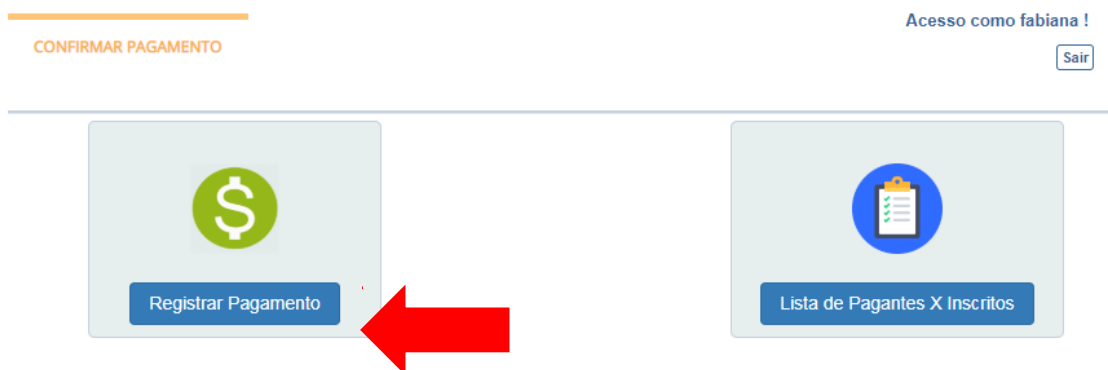 Acesso como fabiana !
CONFIRMAR PAGAMENTO
Sair
$
Registrar Pagamento
Lista de Pagantes X Inscritos